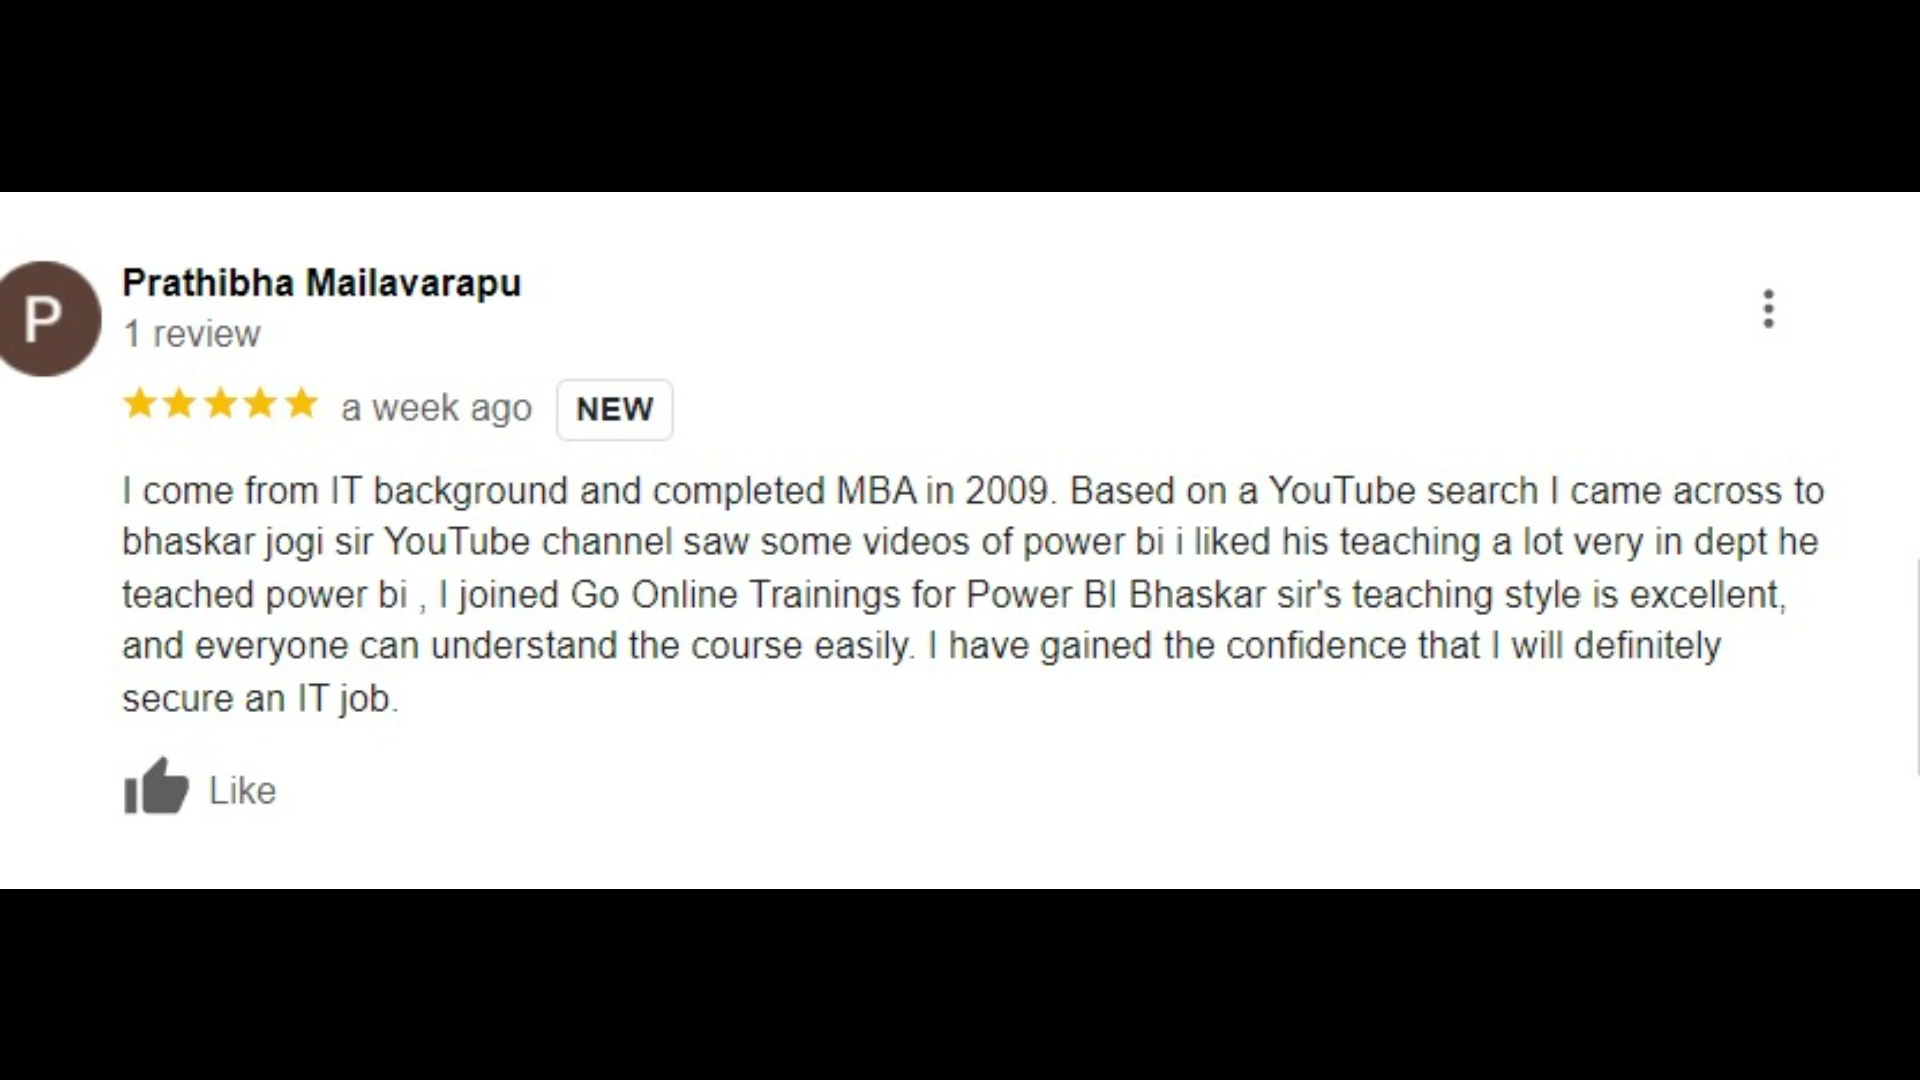 P
Prathibha Mailavarapu
1 review
a week ago NEW
I come from IT background and completed MBA in 2009. Based on a YouTube search I came across to
bhaskar jogi sir YouTube channel saw some videos of power bi i liked his teaching a lot very in dept he
teached power bi , I joined Go Online Trainings for Power BI Bhaskar sir's teaching style is excellent,
and everyone can understand the course easily. I have gained the confidence that I will definitely
secure an IT job.
Like